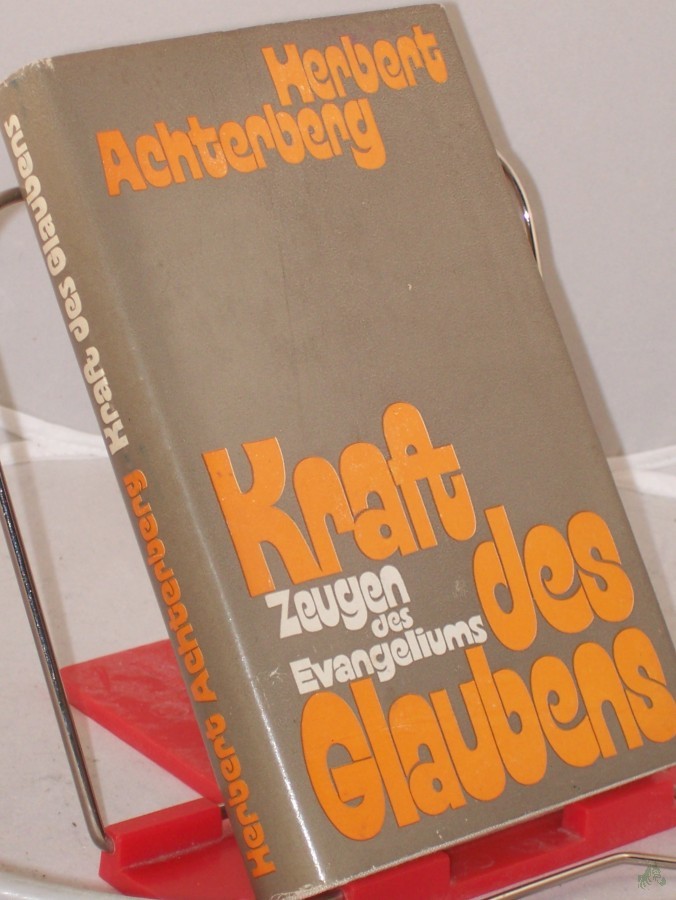 Herbert
Achterberg
Kraft
des
Zeugen
des
Evangeliums
Glaubens
Herbert Achterberg Kraft des Glaubens